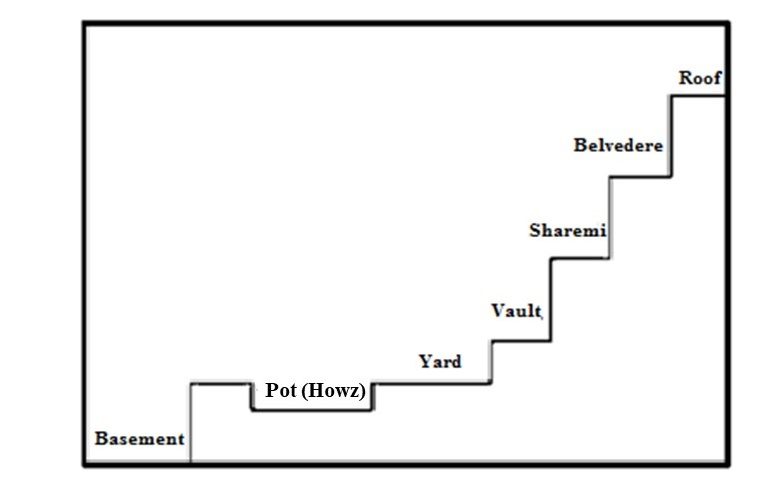 Roof
Belvedere
Sharemi
Vault
Yard
Pot (Howz)
Basement